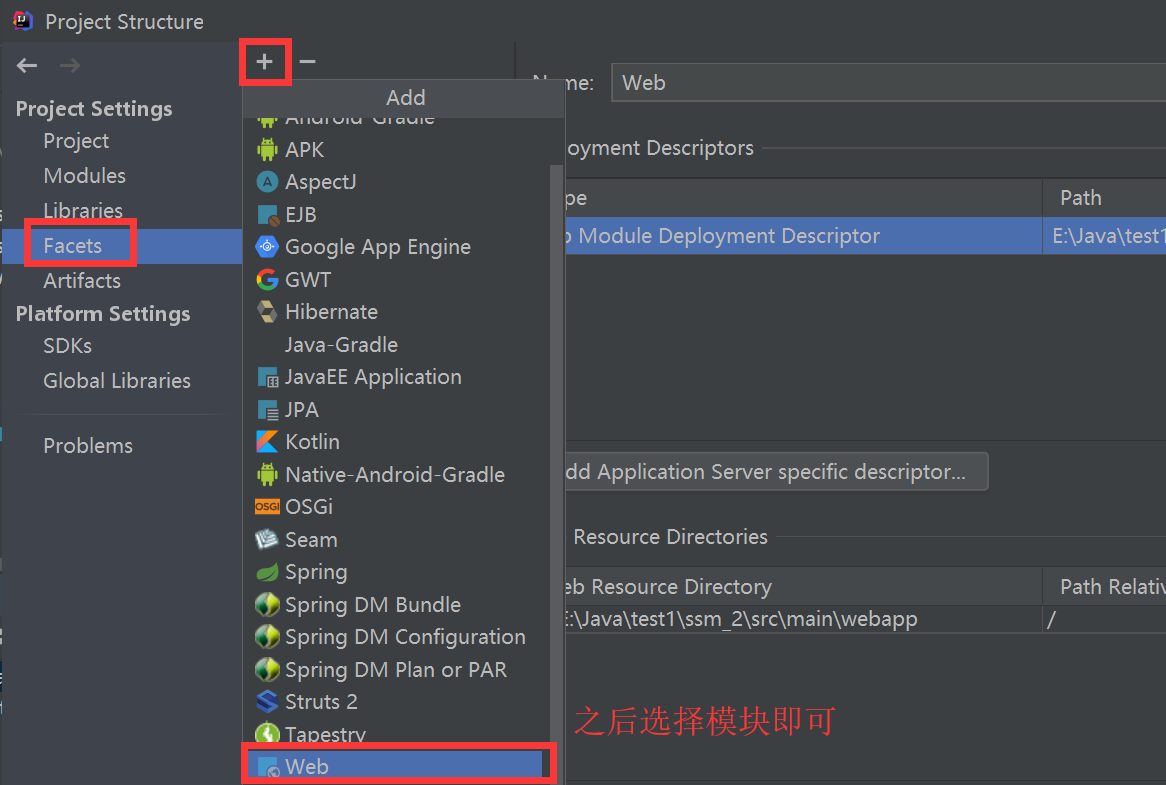 Project Structure
Project Settings
Project
Modules
Libraries
Facets
Artifacts
Platform Settings
SDKs
Global Libraries
Problems
Add
Android-Gradle
APK
AspectJ
EJB
Google App Engine
GWT
Hibernate
Java-Gradle
JavaEE Application
JPA
Kotlin
Native-Android-Gradle
OSGi
Seam
Spring
Spring DM Bundle
Spring DM Configuration
Spring DM Plan or PAR
Struts 2
Tapestry
Web
me: Web
oyment Descriptors
pe Path
b Module Deployment Descriptor E:\Java\test1
dd Application Server specific descriptor...
Resource Directories
eb Resource Directory Path Relativ
E:\Java\test1\ssm_2\src\main\webapp /
之后选择模块即可